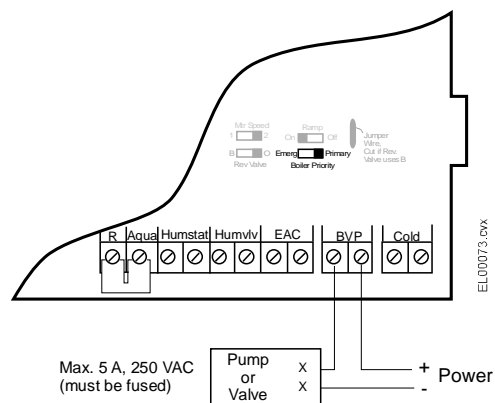 Mtr Speed
1 2
Ramp
On Off
B O
Rev Valve
Emerg Primary
Boiler Priority
Jumper
Wire,
Cut if Rev.
Valve uses B
R Aqua Humstat Humvlv EAC BVP Cold
EL00073.cvx
Max. 5 A, 250 VAC
(must be fused)
Pump
or
Valve
X
X
+
-
Power